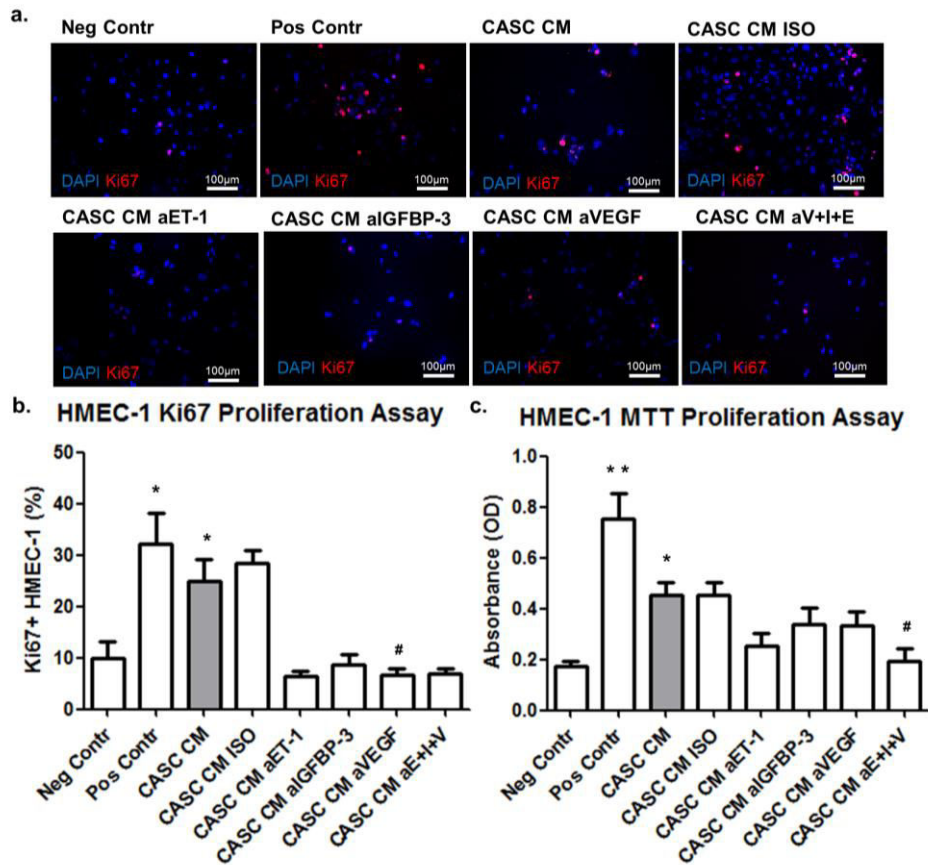 a.
Neg Contr
Pos Contr
CASC CM
CASC CM ISO
DAPI Ki67
100µm
DAPI Ki67
100µm
DAPI Ki67
100µm
DAPI Ki67
100µm
CASC CM aET-1
CASC CM aIGFBP-3
CASC CM aVEGF
CASC CM aV+I+E
DAPI Ki67
100µm
DAPI Ki67
100µm
DAPI Ki67
100µm
DAPI Ki67
100µm
b.
HMEC-1 Ki67 Proliferation Assay
Ki67+ HMEC-1 (%)
50
40
30
20
10
0
*
*
#
Neg Contr
Pos Contr
CASC CM
CASC CM ISO
CASC CM aET-1
CASC CM aIGFBP-3
CASC CM aVEGF
CASC CM aE+I+V
c.
HMEC-1 MTT Proliferation Assay
Absorbance (OD)
1.0
0.8
0.6
0.4
0.2
0.0
* *
*
#
Neg Contr
Pos Contr
CASC CM
CASC CM ISO
CASC CM aET-1
CASC CM aIGFBP-3
CASC CM aVEGF
CASC CM aE+I+V